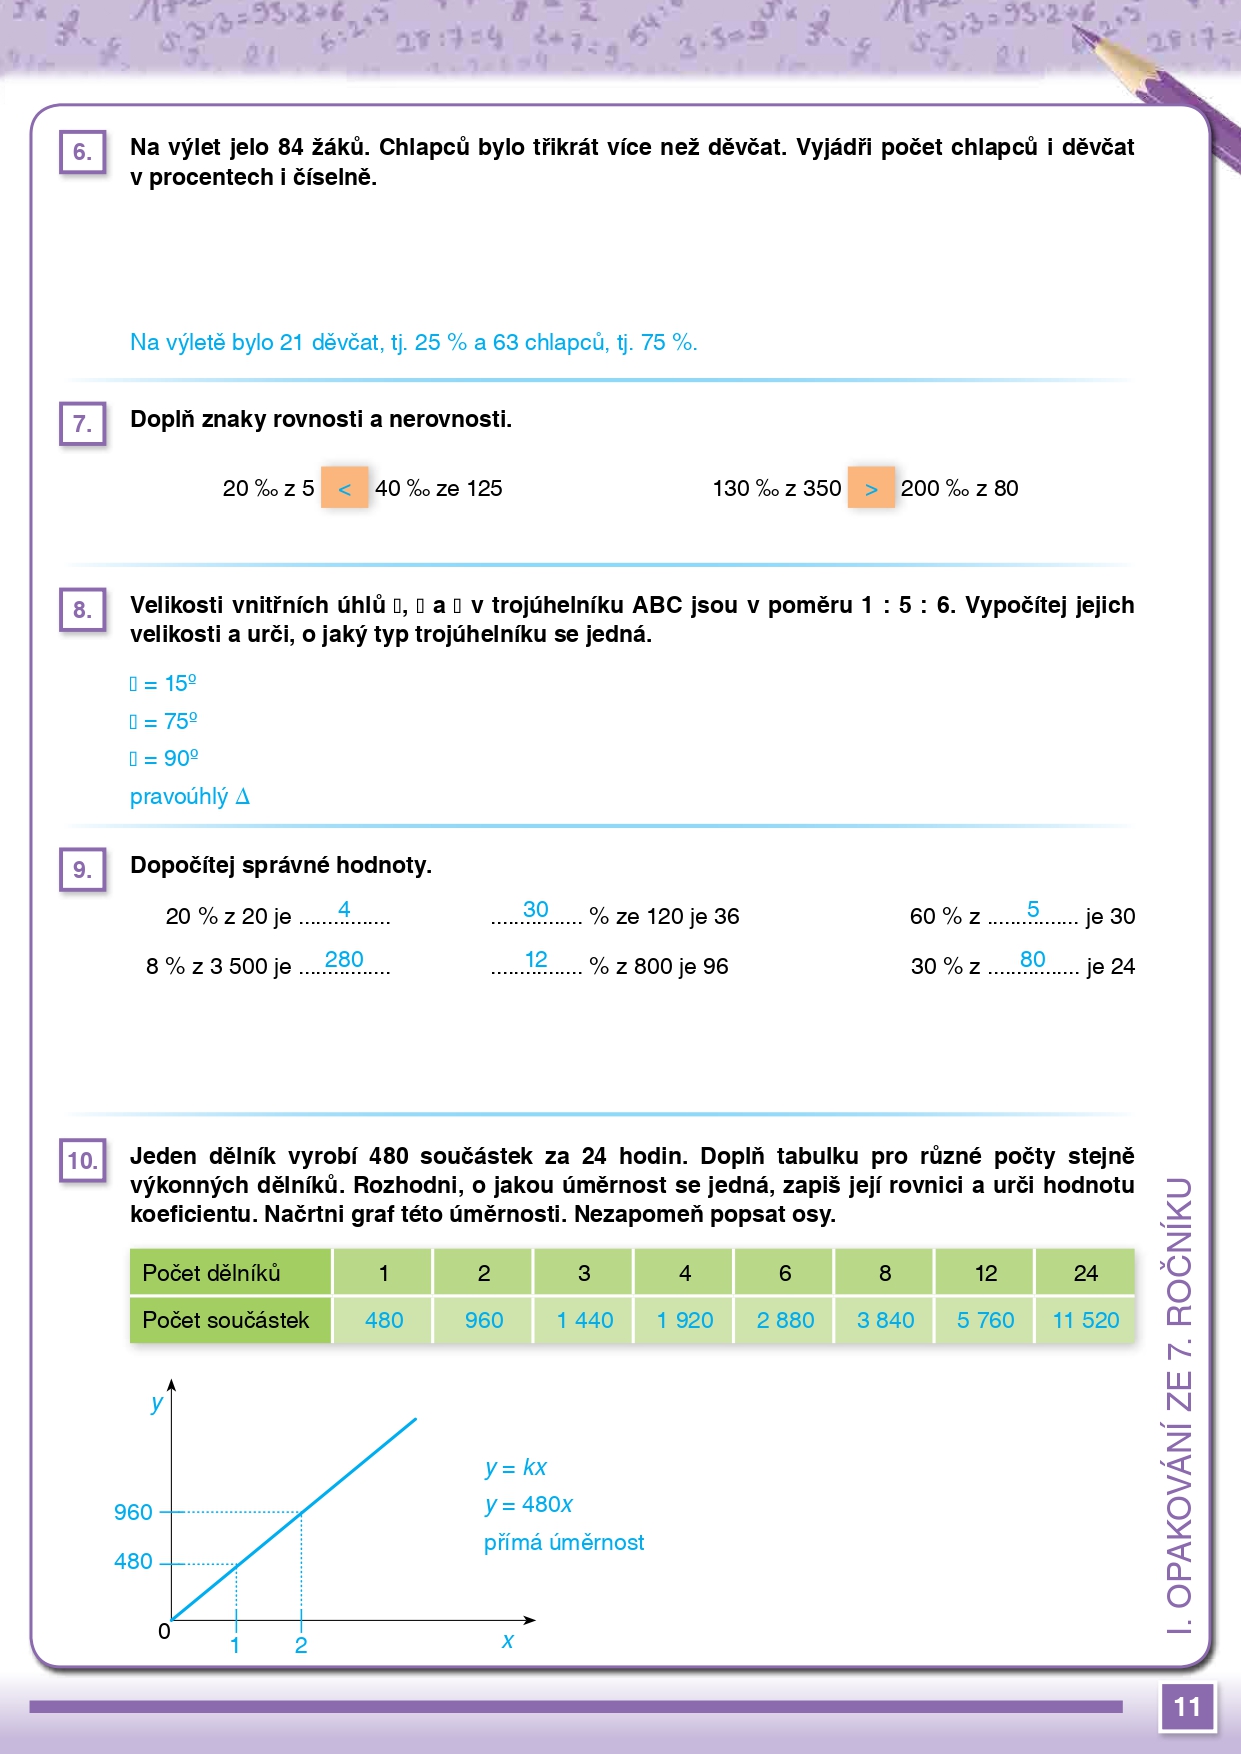 6.
Na výlet jelo 84 žáků. Chlapců bylo třikrát více než děvčat. Vyjádři počet chlapců i děvčat
v procentech i číselně.
Na výletě bylo 21 děvčat, tj. 25 % a 63 chlapců, tj. 75 %.
7.
Doplň znaky rovnosti a nerovnosti.
20 ‰ z 5 < 40 ‰ ze 125 130 ‰ z 350 > 200 ‰ z 80
8.
Velikosti vnitřních úhlů ▯, ▯ a ▯ v trojúhelníku ABC jsou v poměru 1 : 5 : 6. Vypočítej jejich
velikosti a urči, o jaký typ trojúhelníku se jedná.
▯ = 15º
▯ = 75º
▯ = 90º
pravoúhlý Δ
9.
Dopočítej správné hodnoty.
20 % z 20 je 4 30 % ze 120 je 36 60 % z 5 je 30
8 % z 3 500 je 280 12 % z 800 je 96 30 % z 80 je 24
10.
Jeden dělník vyrobí 480 součástek za 24 hodin. Doplň tabulku pro různé počty stejně
výkonných dělníků. Rozhodni, o jakou úměrnost se jedná, zapiš její rovnici a urči hodnotu
koeficientu. Načrtni graf této úměrnosti. Nezapomeň popsat osy.
Počet dělníků 1 2 3 4 6 8 12 24
Počet součástek 480 960 1 440 1 920 2 880 3 840 5 760 11 520
y
960
480
0
1 2 x
y = kx
y = 480x
přímá úměrnost
I. OPAKOVÁNÍ ZE 7. ROČNÍKU
11